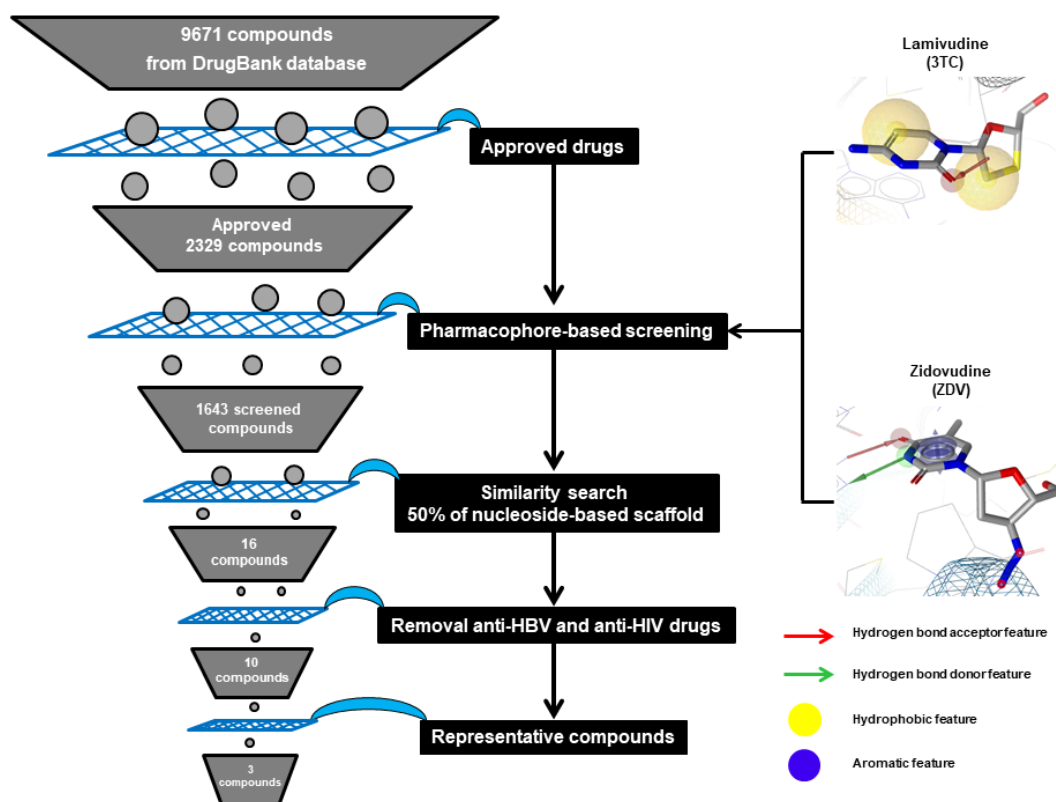 9671 compounds
from DrugBank database
Approved drugs
Approved
2329 compounds
Pharmacophore-based screening
1643 screened
compounds
Similarity search
50% of nucleoside-based scaffold
16
compounds
Removal anti-HBV and anti-HIV drugs
10
compounds
Representative compounds
3
compounds
Lamivudine
(3TC)
Zidovudine
(ZDV)
Hydrogen bond acceptor feature
Hydrogen bond donor feature
Hydrophobic feature
Aromatic feature